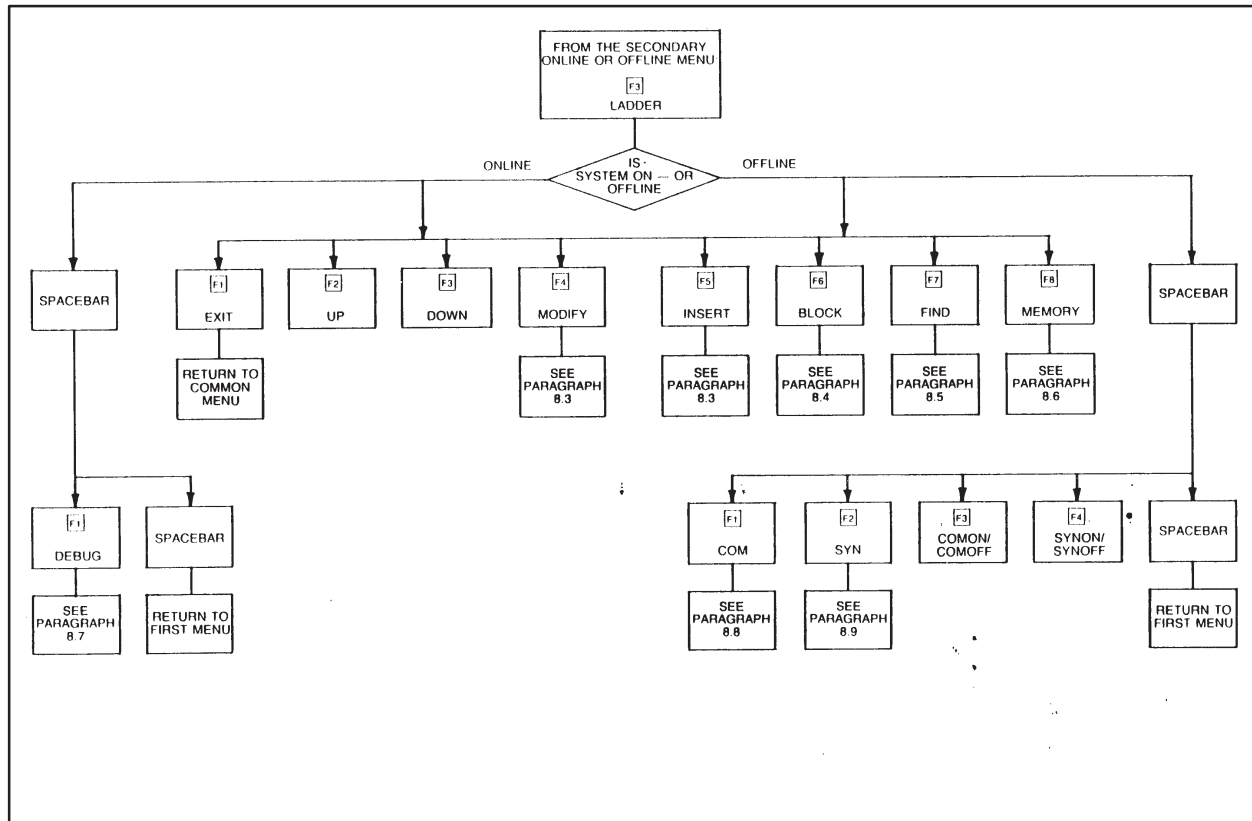 FROM THE SECONDARY
ONLINE OR OFFLINE MENU
F3
LADDER
ONLINE
IS
SYSTEM ON — OR
OFFLINE
OFFLINE
SPACEBAR
F1
EXIT
RETURN TO
COMMON
MENU
F2
UP
F3
DOWN
F4
MODIFY
SEE
PARAGRAPH
8.3
F5
INSERT
SEE
PARAGRAPH
8.3
F6
BLOCK
SEE
PARAGRAPH
8.4
F7
FIND
SEE
PARAGRAPH
8.5
F8
MEMORY
SEE
PARAGRAPH
8.6
SPACEBAR
F1
DEBUG
SEE
PARAGRAPH
8.7
SPACEBAR
RETURN TO
FIRST MENU
F1
COM
SEE
PARAGRAPH
8.8
F2
SYN
SEE
PARAGRAPH
8.9
F3
COMON/
COMOFF
F4
SYNON/
SYNOFF
SPACEBAR
RETURN TO
FIRST MENU